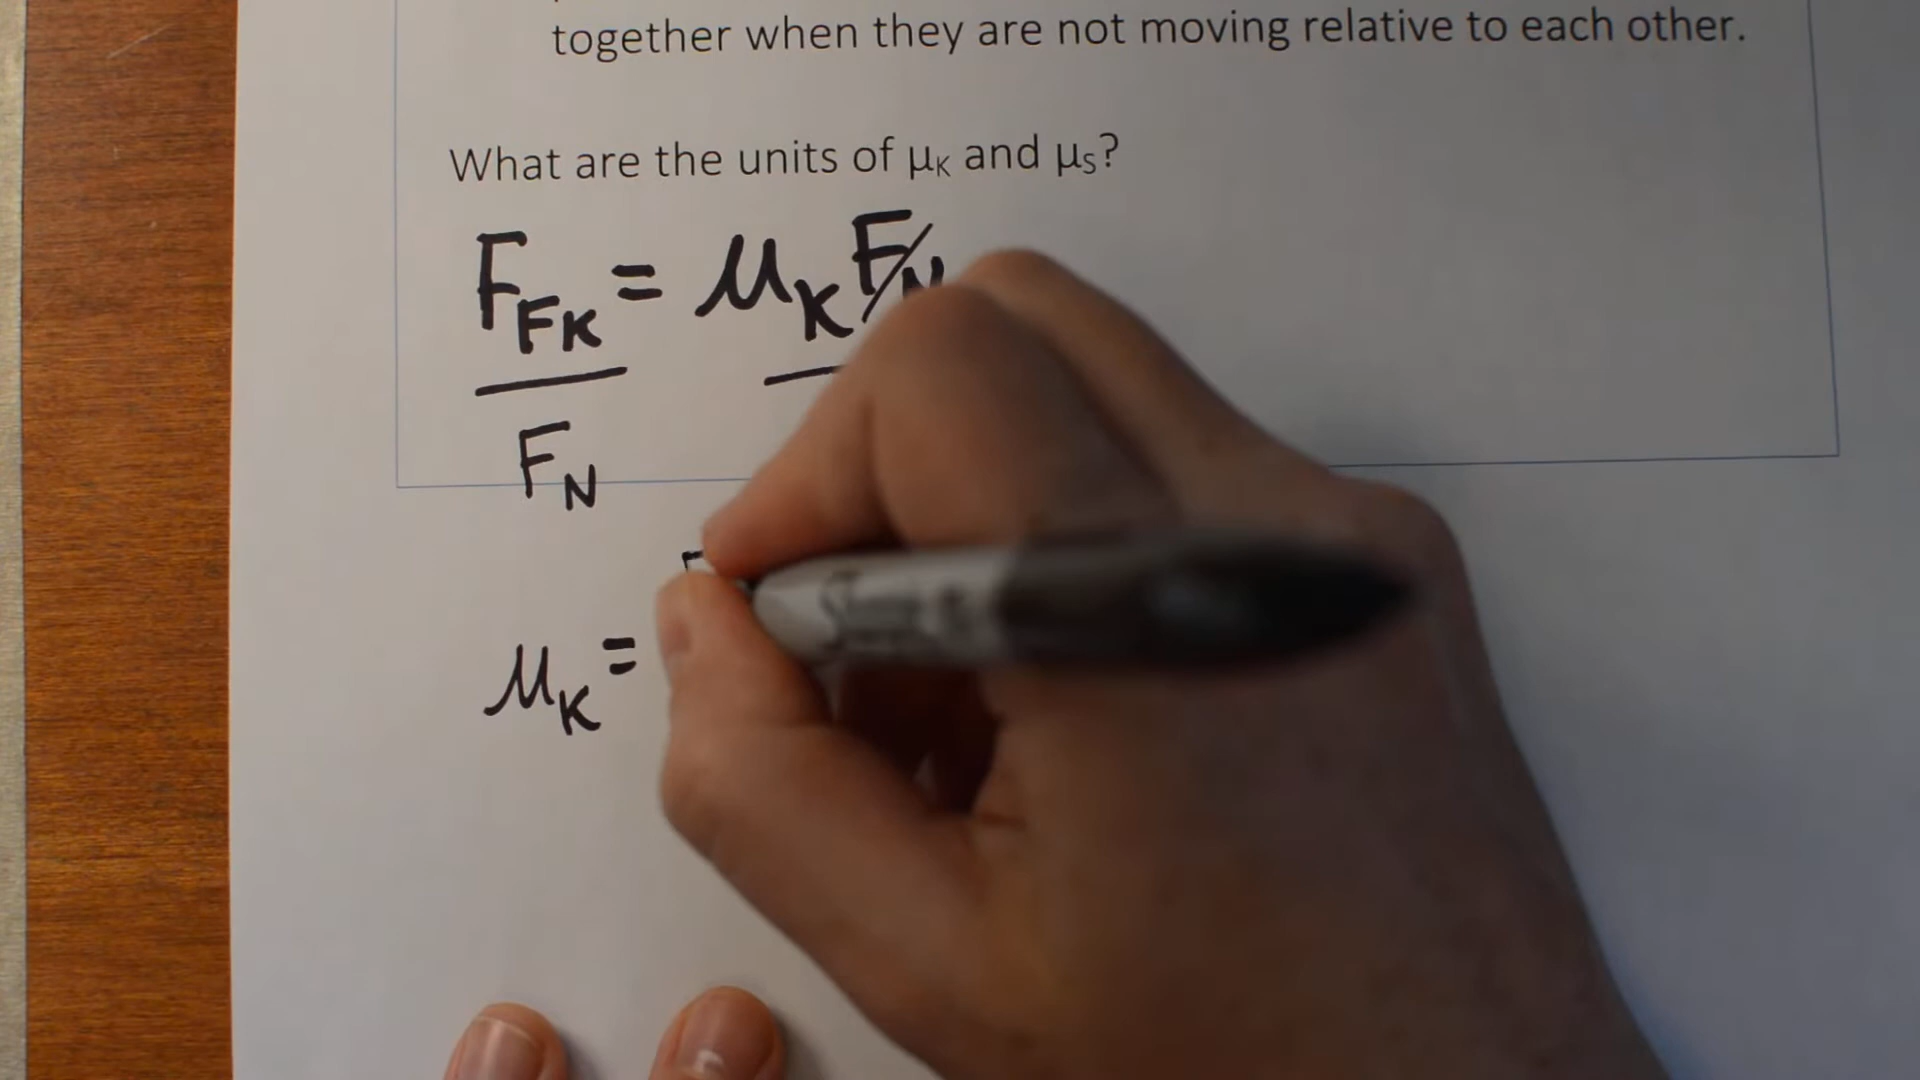 together when they are not moving relative to each other.
What are the units of μK and μS?
FFK = μK FN
FN
μK =